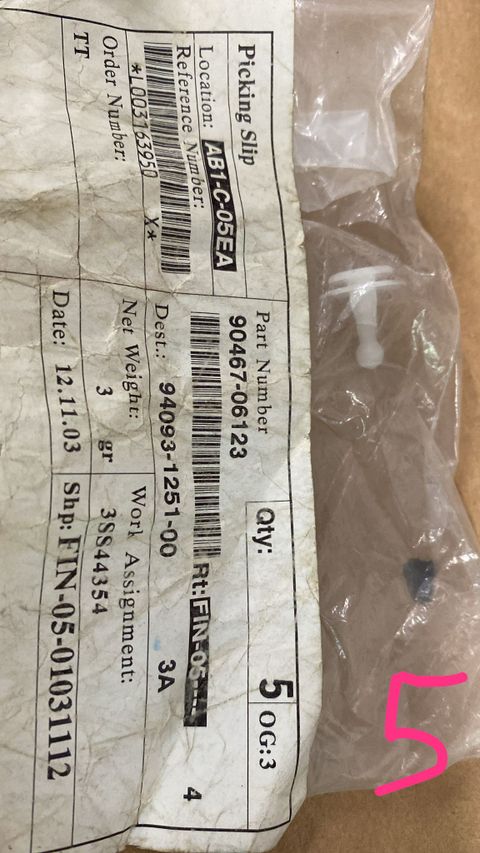 Picking Slip
Location: AB1-C-05EA
Reference Number:
*L003163950 Y*
Order Number:
TT
Part Number
90467-06123
Qty: 5 OG:3
Rt: FIN-05
4
Dest.: 94093-1251-00 3A
Net Weight:
3 gr
Work Assignment:
3SS44354
Date: 12.11.03
Shp: FIN-05-01031112
5